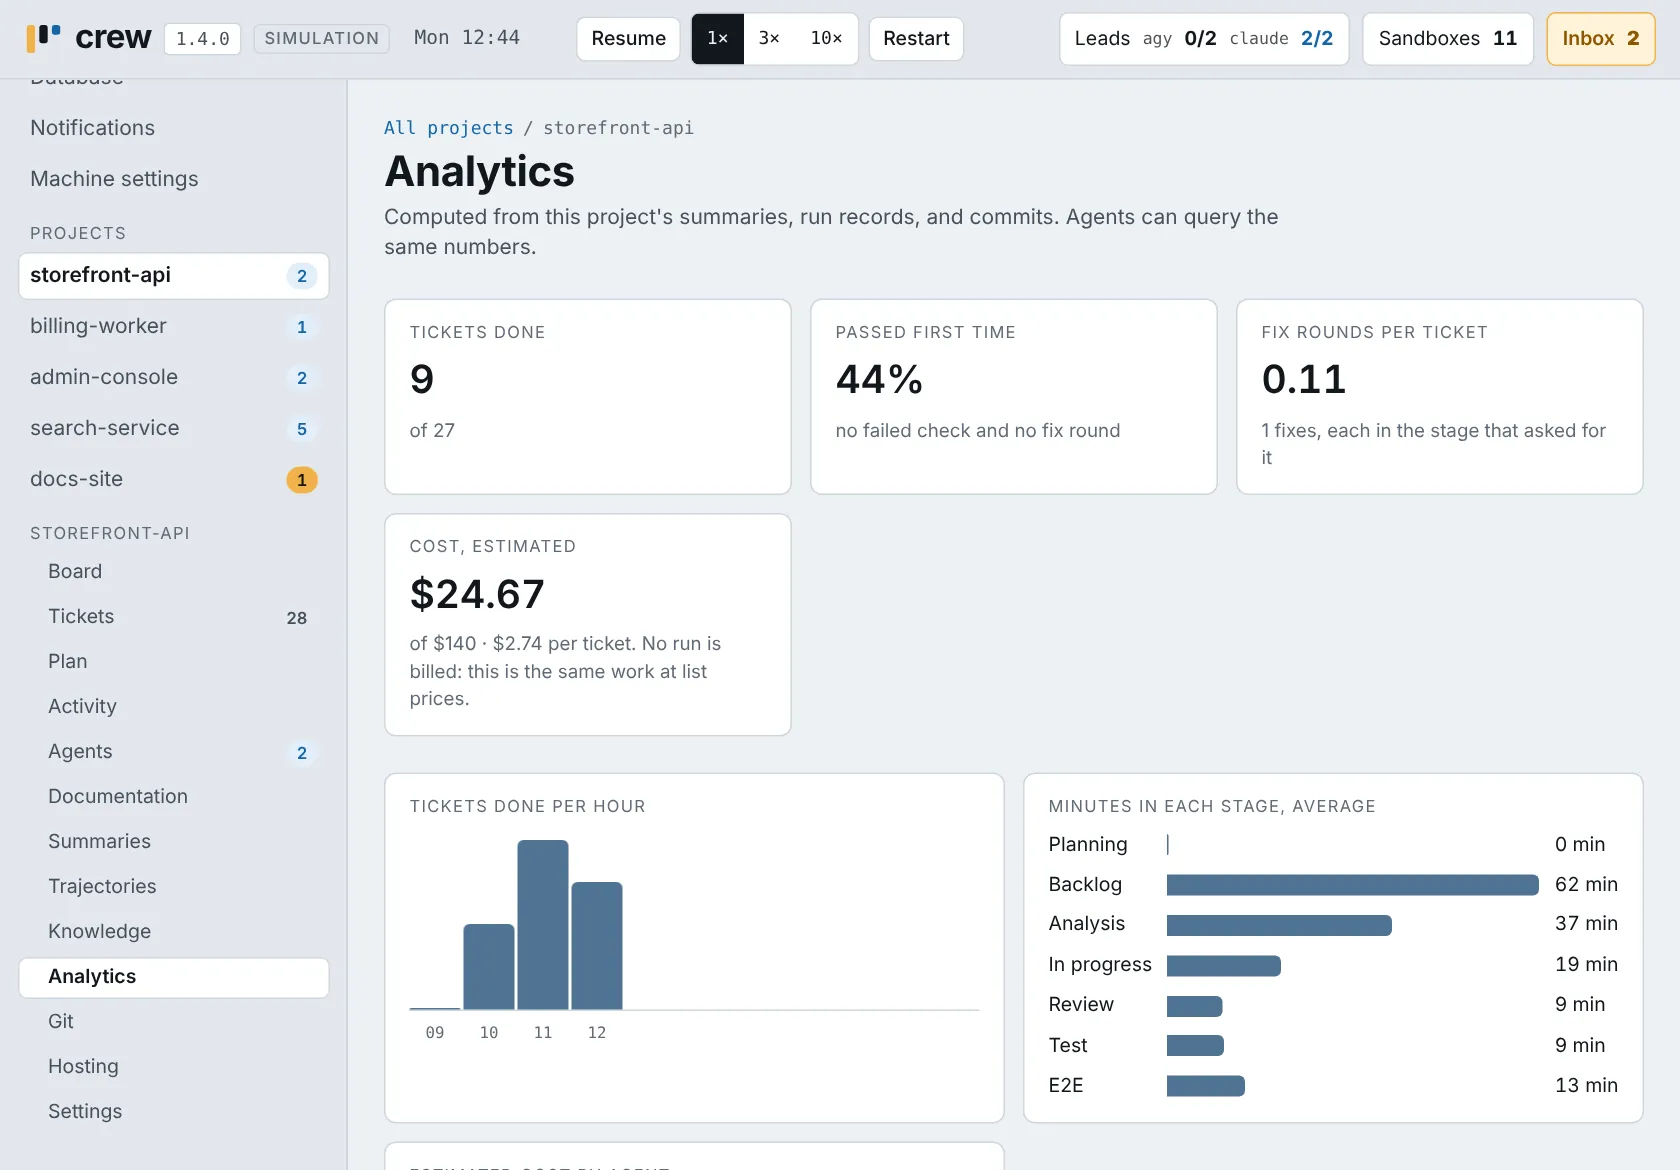 crew 1.4.0 SIMULATION Mon 12:44 Resume 1× 3× 10× Restart Leads agy 0/2 claude 2/2 Sandboxes 11 Inbox 2
Database
Notifications
Machine settings
PROJECTS
storefront-api 2
billing-worker 1
admin-console 2
search-service 5
docs-site 1
STOREFRONT-API
Board
Tickets 28
Plan
Activity
Agents 2
Documentation
Summaries
Trajectories
Knowledge
Analytics
Git
Hosting
Settings
All projects / storefront-api
Analytics
Computed from this project's summaries, run records, and commits. Agents can query the
same numbers.
TICKETS DONE
9
of 27
PASSED FIRST TIME
44%
no failed check and no fix round
FIX ROUNDS PER TICKET
0.11
1 fixes, each in the stage that asked for
it
COST, ESTIMATED
$24.67
of $140 · $2.74 per ticket. No run is
billed: this is the same work at list
prices.
TICKETS DONE PER HOUR
09 10 11 12
MINUTES IN EACH STAGE, AVERAGE
Planning 0 min
Backlog 62 min
Analysis 37 min
In progress 19 min
Review 9 min
Test 9 min
E2E 13 min
ESTIMATED COST BY AGENT